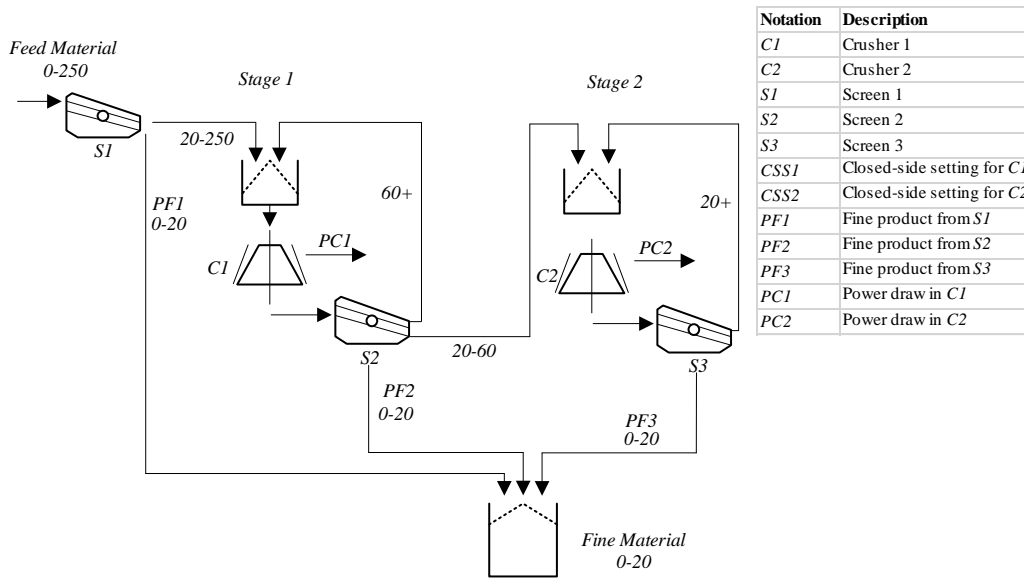 Feed Material
0-250
Stage 1
Stage 2
S1
20-250
PF1
0-20
60+
C1
PC1
S2
20-60
PF2
0-20
20+
C2
PC2
S3
PF3
0-20
Fine Material
0-20
Notation Description
C1 Crusher 1
C2 Crusher 2
S1 Screen 1
S2 Screen 2
S3 Screen 3
CSS1 Closed-side setting for C1
CSS2 Closed-side setting for C2
PF1 Fine product from S1
PF2 Fine product from S2
PF3 Fine product from S3
PC1 Power draw in C1
PC2 Power draw in C2